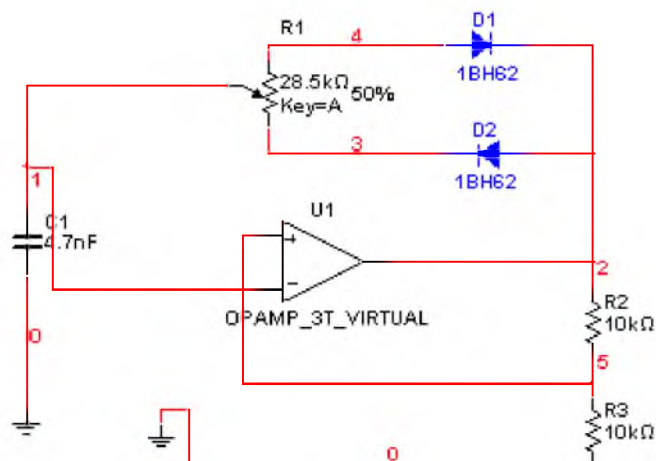 R1
28.5kΩ
Key=A
50%
4
D1
1BH62
3
D2
1BH62
1
C1
4.7nF
U1
OPAMP_3T_VIRTUAL
2
R2
10kΩ
5
R3
10kΩ
0
0